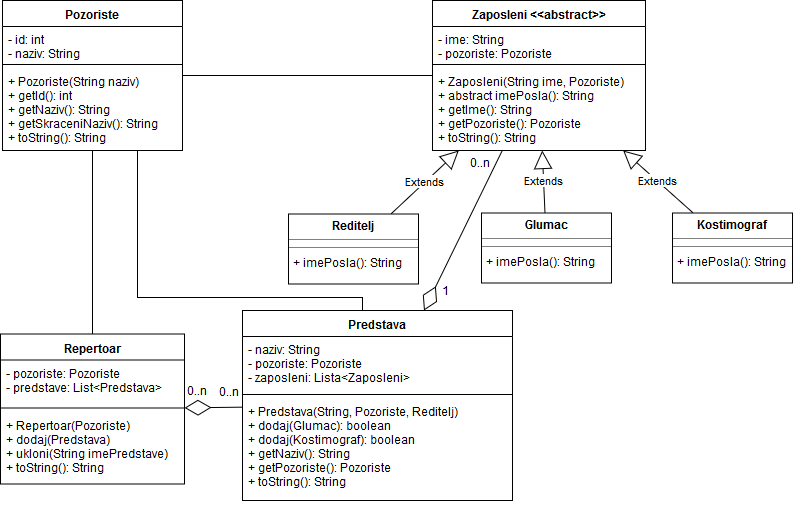 Pozoriste
- id: int
- naziv: String
+ Pozoriste(String naziv)
+ getId(): int
+ getNaziv(): String
+ getSkraceniNaziv(): String
+ toString(): String
Zaposleni <<abstract>>
- ime: String
- pozoriste: Pozoriste
+ Zaposleni(String ime, Pozoriste)
+ abstract imePosla(): String
+ getIme(): String
+ getPozoriste(): Pozoriste
+ toString(): String
0..n
Extends
Extends
Extends
Reditelj
+ imePosla(): String
Glumac
+ imePosla(): String
Kostimograf
+ imePosla(): String
1
Repertoar
- pozoriste: Pozoriste
- predstave: List<Predstava>
+ Repertoar(Pozoriste)
+ dodaj(Predstava)
+ ukloni(String imePredstave)
+ toString(): String
0..n
0..n
Predstava
- naziv: String
- pozoriste: Pozoriste
- zaposleni: Lista<Zaposleni>
+ Predstava(String, Pozoriste, Reditelj)
+ dodaj(Glumac): boolean
+ dodaj(Kostimograf): boolean
+ getNaziv(): String
+ getPozoriste(): Pozoriste
+ toString(): String